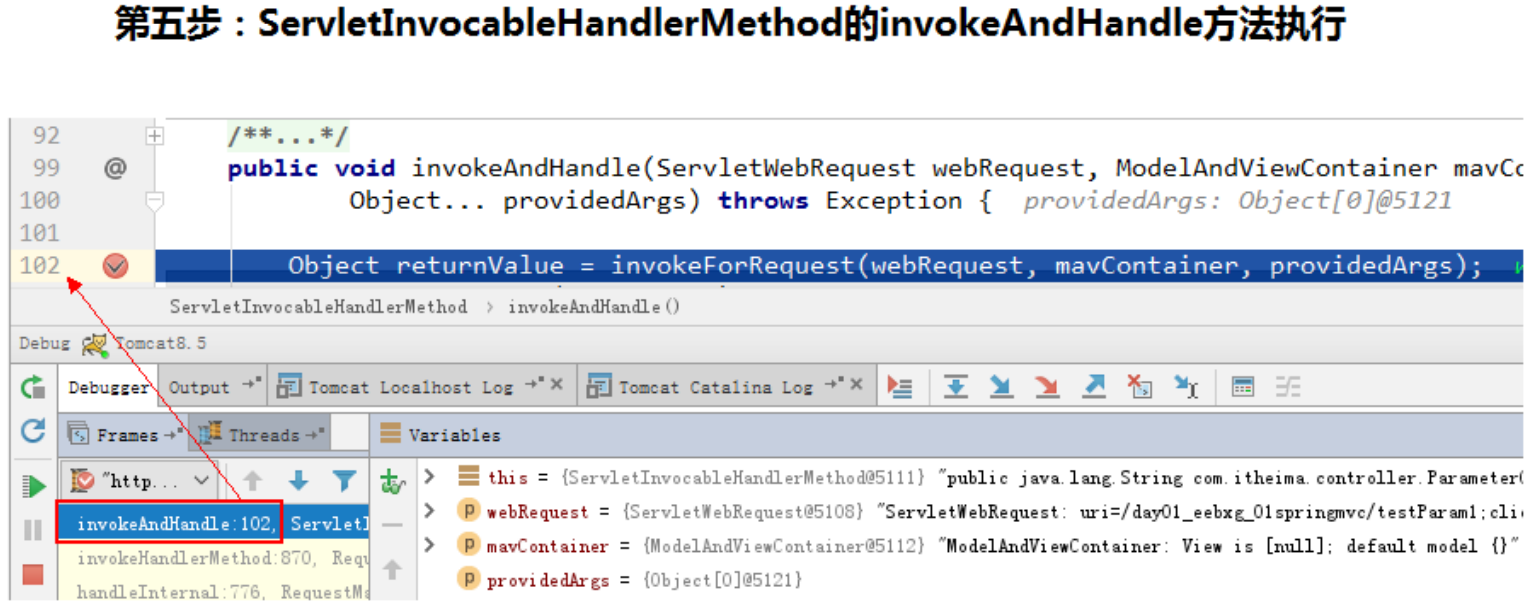 第五步：ServletInvocableHandlerMethod的invokeAndHandle方法执行
92 /**...*/
99 @ public void invokeAndHandle(ServletWebRequest webRequest, ModelAndViewContainer mavCo
100 Object... providedArgs) throws Exception { providedArgs: Object[0]@5121
101
102 Object returnValue = invokeForRequest(webRequest, mavContainer, providedArgs);
ServletInvocableHandlerMethod > invokeAndHandle()
Debug Tomcat8.5
Debugger Output Tomcat Localhost Log Tomcat Catalina Log
Frames Threads Variables
"http... this = {ServletInvocableHandlerMethod@5111} "public java.lang.String com.itheima.controller.Parameter
invokeAndHandle:102, Servlet webRequest = {ServletWebRequest@5108} "ServletWebRequest: uri=/day01_eebxg_01springmvc/testParam1;cli
invokeHandlerMethod:870, Requ mavContainer = {ModelAndViewContainer@5112} "ModelAndViewContainer: View is [null]; default model {}"
handleInternal:776, RequestMa providedArgs = {Object[0]@5121}